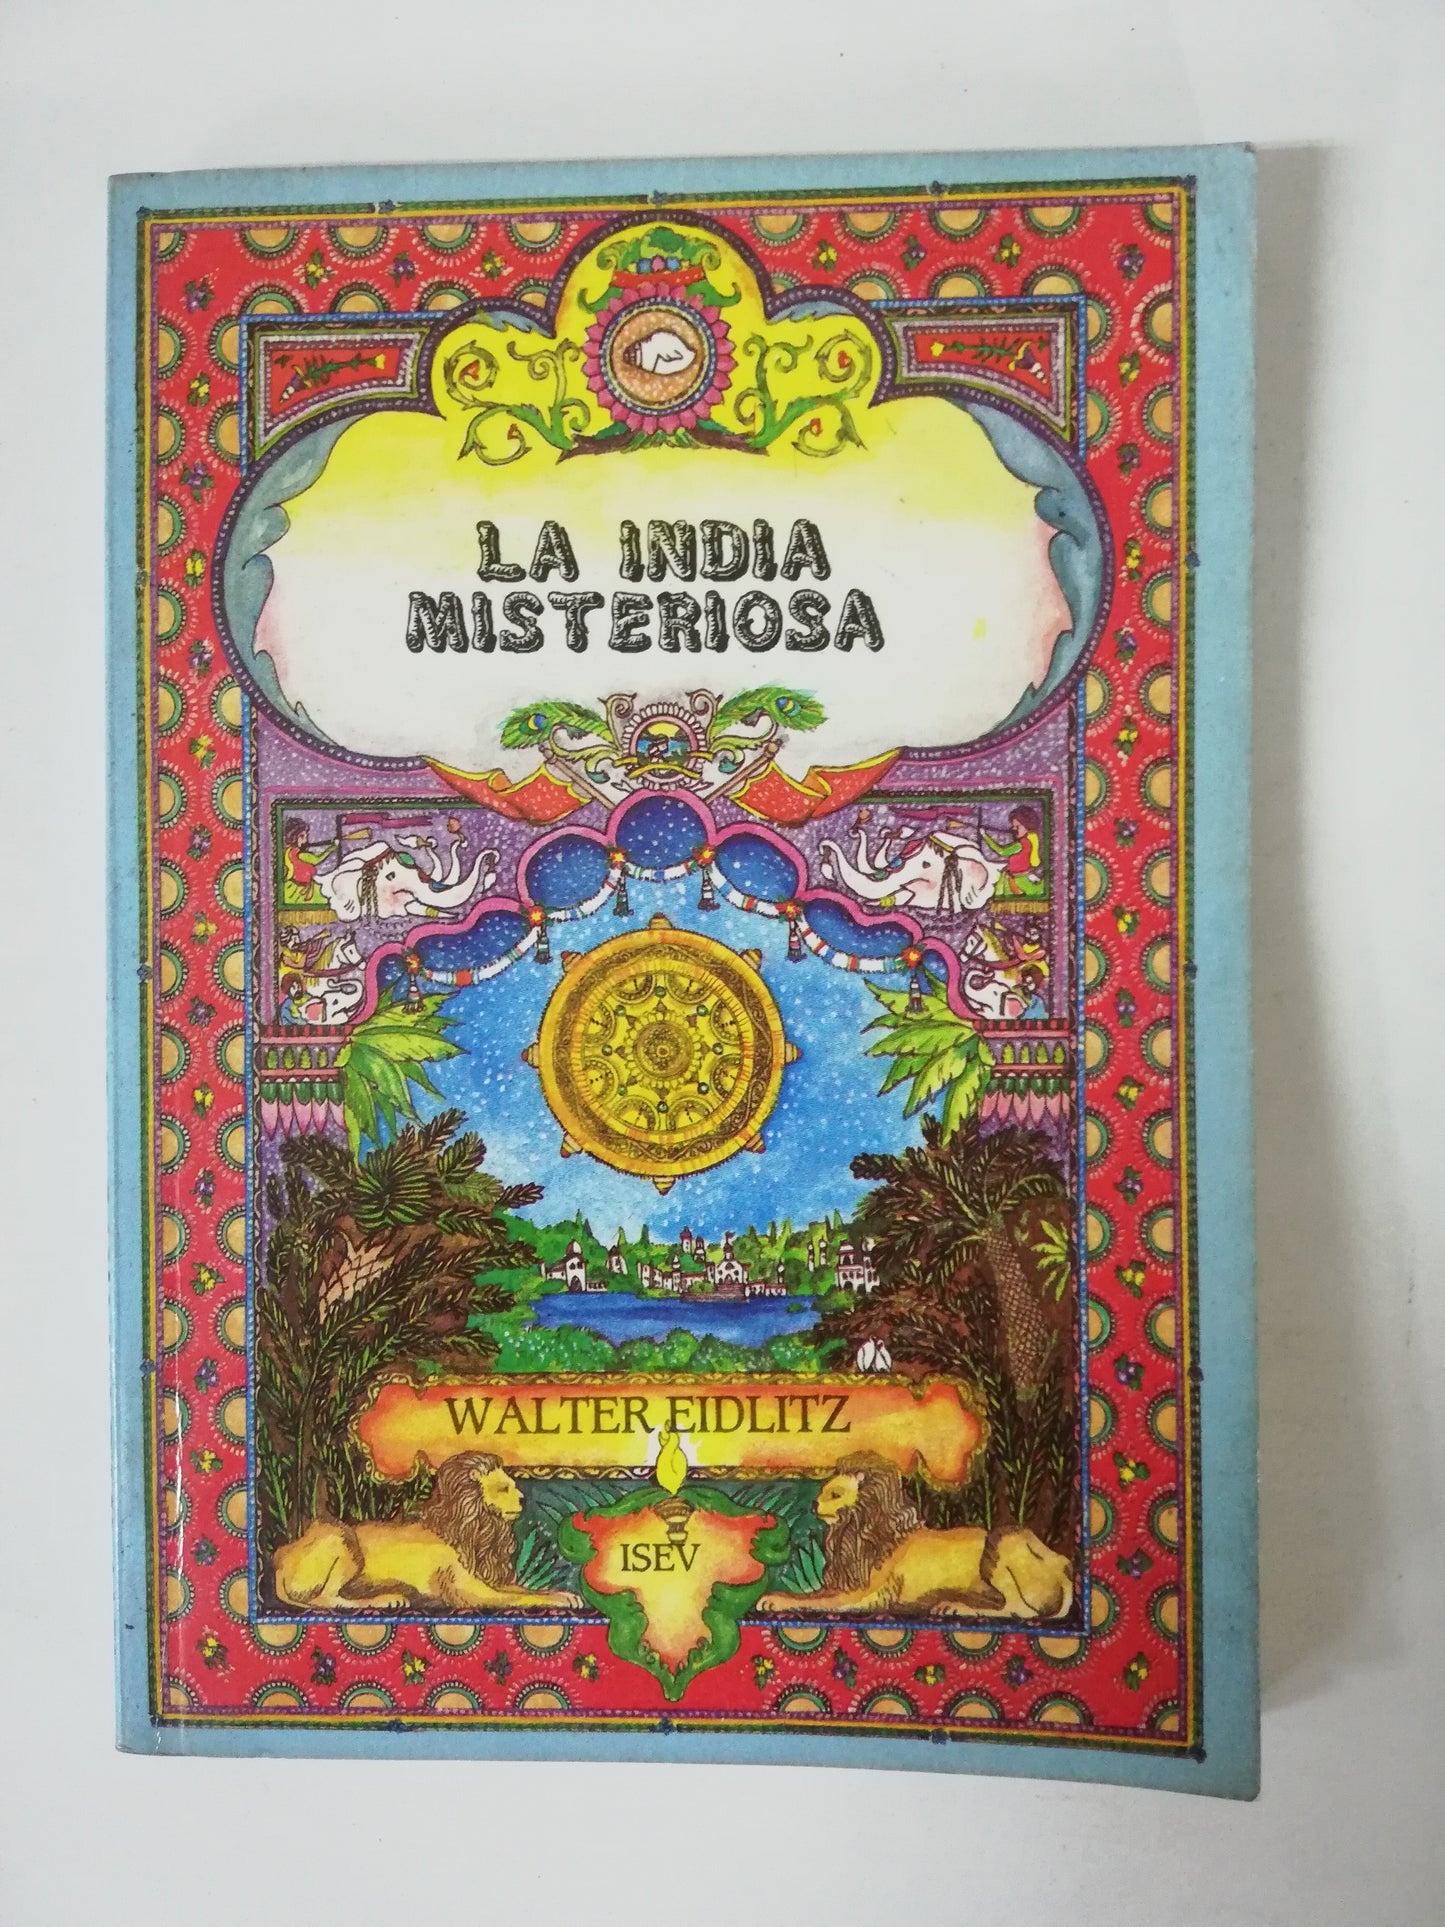 LA INDIA
MISTERIOSA
WALTER EIDLITZ
ISEV